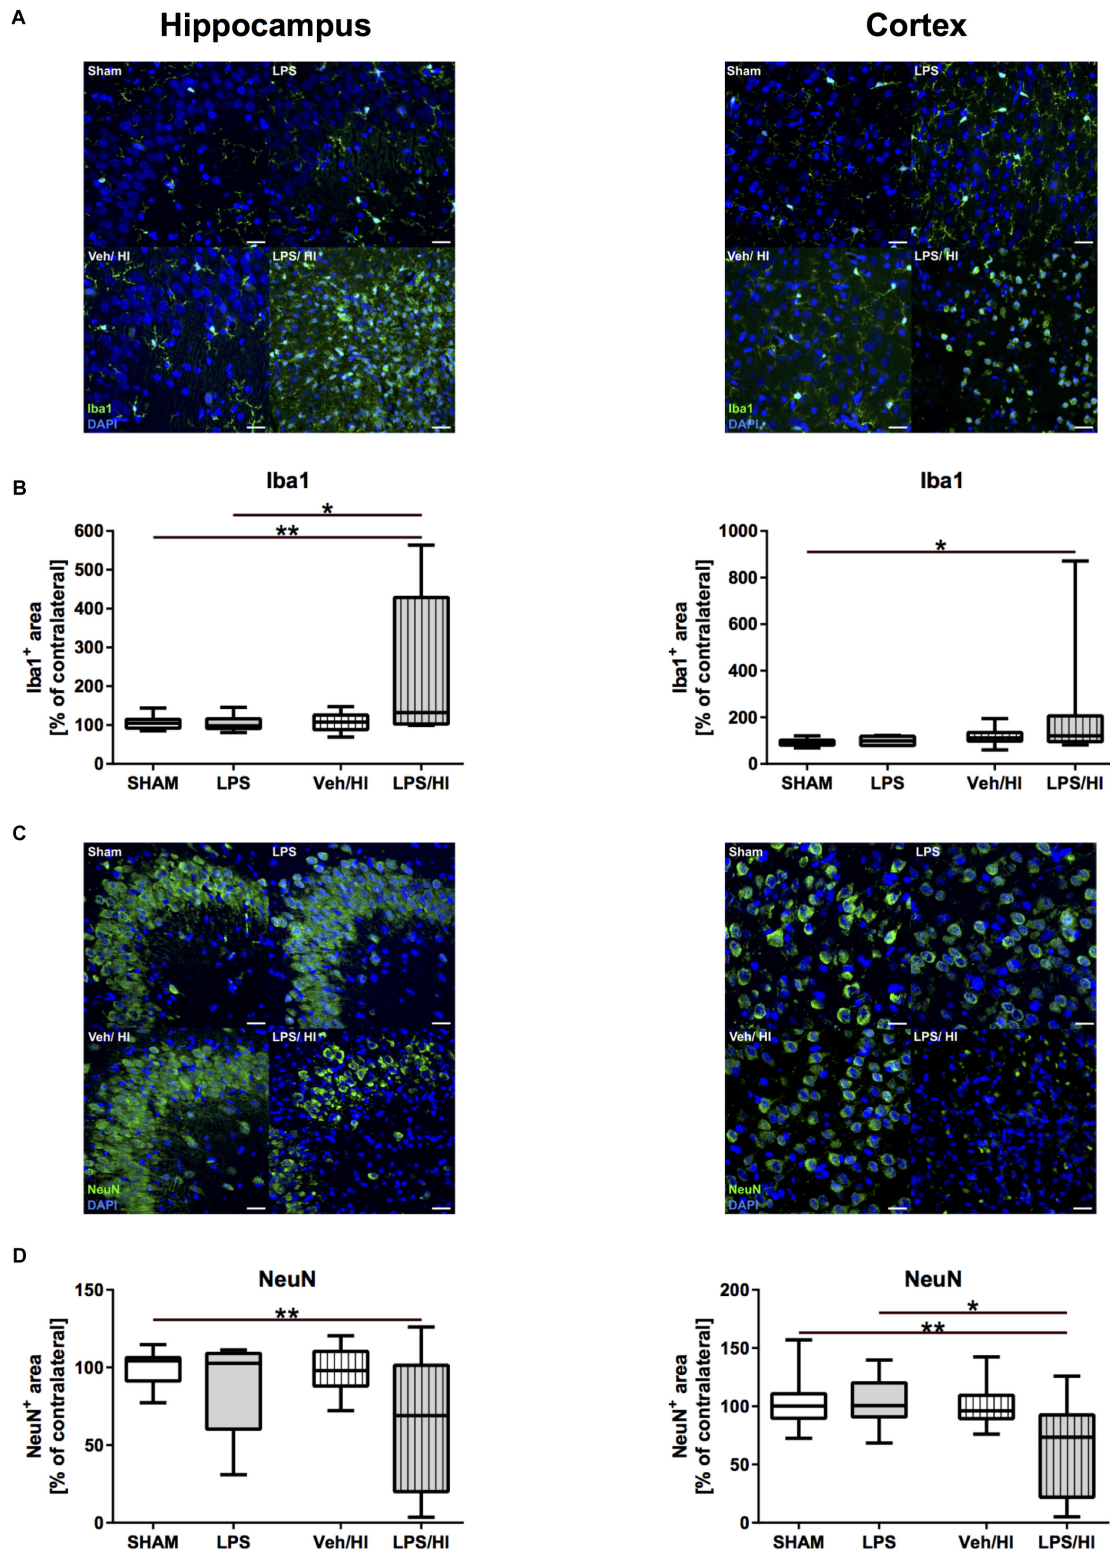 A
Hippocampus
Cortex
Sham
LPS
Veh/ HI
LPS/ HI
Iba1
DAPI
Sham
LPS
Veh/ HI
LPS/ HI
Iba1
DAPI
B
Iba1
*
**
600
500
400
300
200
100
0
Iba1+ area
[% of contralateral]
SHAM LPS Veh/HI LPS/HI
Iba1
*
1000
800
600
400
200
0
Iba1+ area
[% of contralateral]
SHAM LPS Veh/HI LPS/HI
C
Sham
LPS
Veh/ HI
LPS/ HI
NeuN
DAPI
Sham
LPS
Veh/ HI
LPS/ HI
NeuN
DAPI
D
NeuN
**
150
100
50
0
NeuN+ area
[% of contralateral]
SHAM LPS Veh/HI LPS/HI
NeuN
*
**
200
150
100
50
0
NeuN+ area
[% of contralateral]
SHAM LPS Veh/HI LPS/HI